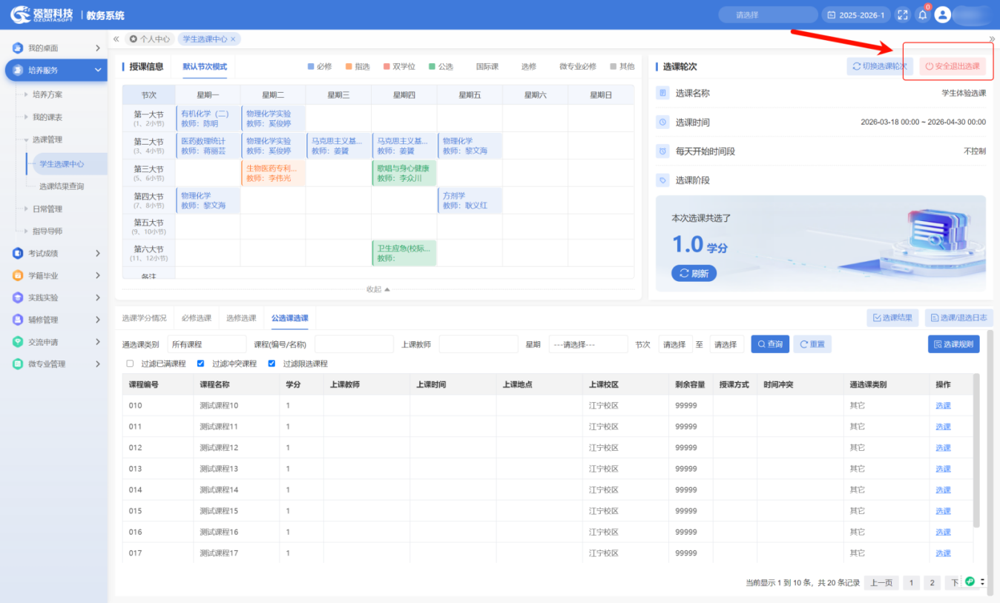 强智科技
QZDATASOFT
教务系统
请选择
2025-2026-1
0
我的桌面
培养服务
培养方案
我的课表
选课管理
学生选课中心
选课结果查询
日常管理
指导导师
考试成绩
学籍毕业
实践实验
辅修管理
交流申请
微专业管理
个人中心
学生选课中心 ×
授课信息 默认节次模式 必修 指选 双学位 公选 国际课 选修 微专业必修 其他
节次 星期一 星期二 星期三 星期四 星期五 星期六 星期日
第一大节
(1、2小节)
有机化学（二）
教师：陈明
物理化学实验
教师：奚俊婷
第二大节
(3、4小节)
医药数理统计
教师：蒋丽芸
物理化学实验
教师：奚俊婷
马克思主义基...
教师：姜赟
马克思主义基...
教师：姜赟
物理化学
教师：黎文海
第三大节
(5、6小节)
生物医药专利...
教师：李伟光
歌唱与身心健康
教师：李众川
第四大节
(7、8小节)
物理化学
教师：黎文海
方剂学
教师：耿义红
第五大节
(9、10小节)
第六大节
(11、12小节)
卫生应急(校际...
教师：
备注
收起
选课轮次 切换选课轮次 安全退出选课
选课名称 学生体验选课
选课时间 2026-03-18 00:00 ~ 2026-04-30 00:00
每天开始时间段 不控制
选课阶段
本次选课共选了
1.0 学分
刷新
选课学分情况 必修选课 选修选课 公选课选课 选课结果 选课/退选日志
通选课类别 所有课程 课程(编号/名称) 上课教师 星期 ---请选择--- 节次 请选择 至 请选择 查询 重置 选课规则
过滤已满课程 过滤冲突课程 过滤限选课程
课程编号 课程名称 学分 上课教师 上课时间 上课地点 上课校区 剩余容量 授课方式 时间冲突 通选课类别 操作
010 测试课程10 1 江宁校区 99999 其它 选课
011 测试课程11 1 江宁校区 99999 其它 选课
012 测试课程12 1 江宁校区 99999 其它 选课
013 测试课程13 1 江宁校区 99999 其它 选课
014 测试课程14 1 江宁校区 99999 其它 选课
015 测试课程15 1 江宁校区 99999 其它 选课
016 测试课程16 1 江宁校区 99999 其它 选课
017 测试课程17 1 江宁校区 99999 其它 选课
当前显示 1 到 10 条，共 20 条记录 上一页 1 2 下